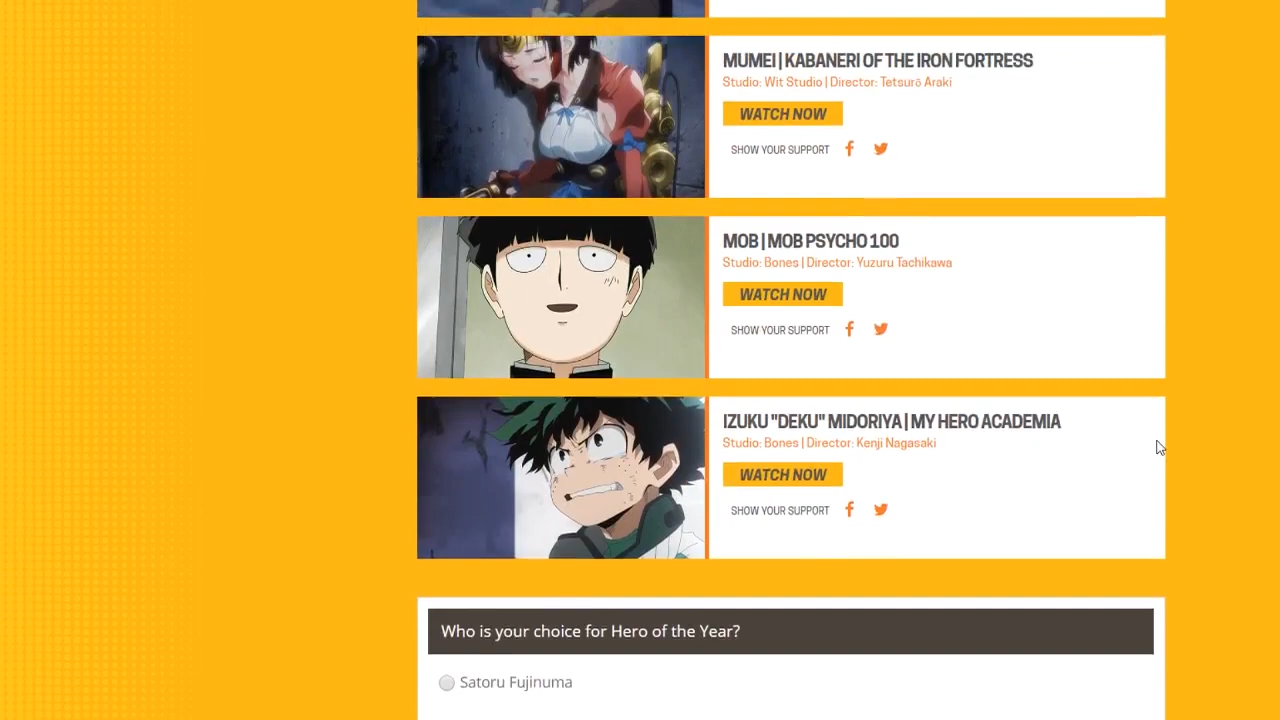 MUMEI | KABANERI OF THE IRON FORTRESS
Studio: Wit Studio | Director: Tetsurō Araki
WATCH NOW
SHOW YOUR SUPPORT
MOB | MOB PSYCHO 100
Studio: Bones | Director: Yuzuru Tachikawa
WATCH NOW
SHOW YOUR SUPPORT
IZUKU "DEKU" MIDORIYA | MY HERO ACADEMIA
Studio: Bones | Director: Kenji Nagasaki
WATCH NOW
SHOW YOUR SUPPORT
Who is your choice for Hero of the Year?
Satoru Fujinuma